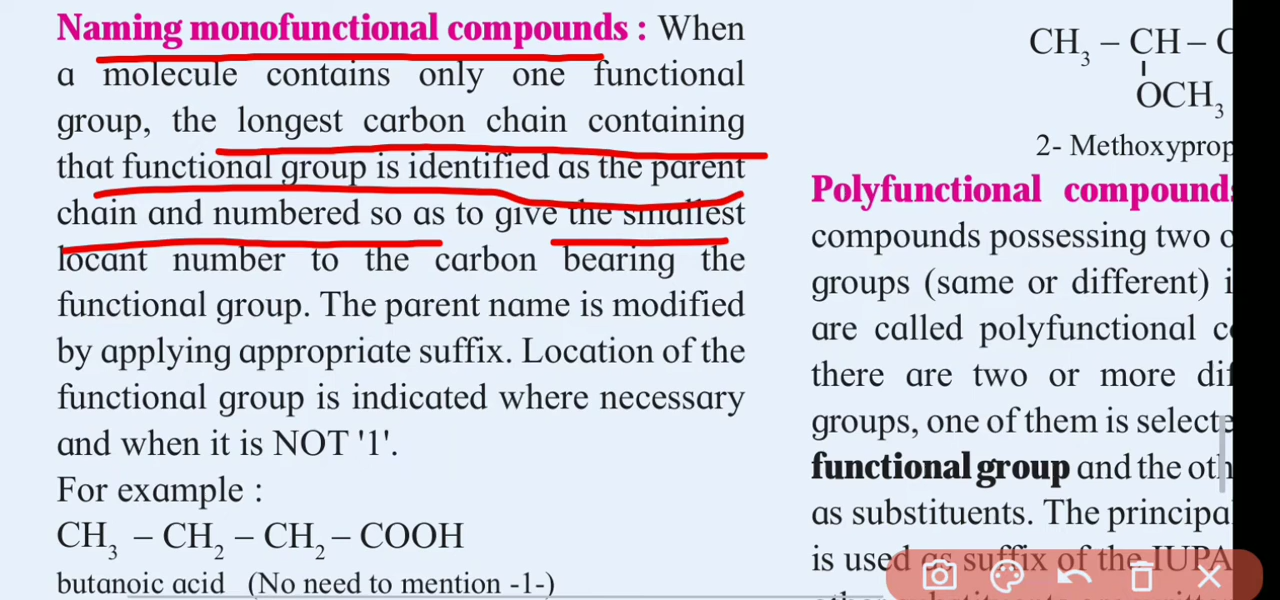 Naming monofunctional compounds : When
a molecule contains only one functional
group, the longest carbon chain containing
that functional group is identified as the parent
chain and numbered so as to give the smallest
locant number to the carbon bearing the
functional group. The parent name is modified
by applying appropriate suffix. Location of the
functional group is indicated where necessary
and when it is NOT '1'.
For example :
CH₃ – CH₂ – CH₂ – COOH
butanoic acid (No need to mention -1-)
CH₃ – CH –
OCH₃
2- Methoxyprop
Polyfunctional compound
compounds possessing two
groups (same or different)
are called polyfunctional
there are two or more
groups, one of them is
functional group and the
as substituents. The
is used as suffix of the